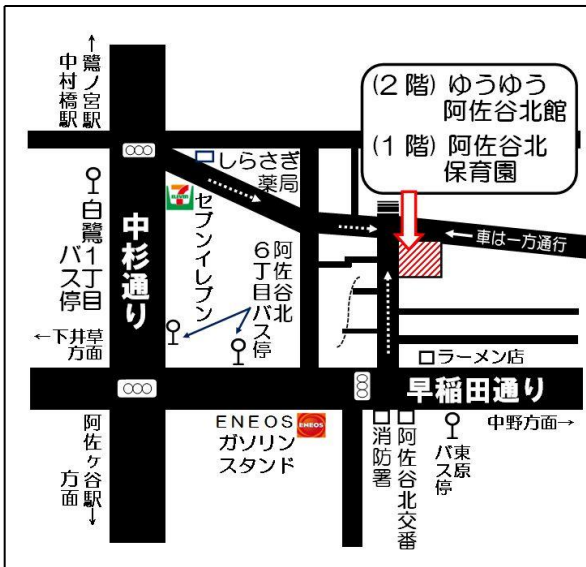 ↑鷺ノ宮駅
中村橋駅
(2階) ゆうゆう
阿佐谷北館
(1階) 阿佐谷北
保育園
しらさぎ
薬局
7
ELEVEN
セブンイレブン
白鷺1丁目
バス停
中杉通り
阿佐谷北
6丁目バス停
←車は一方通行
←下井草
方面
ラーメン店
早稲田通り
中野方面→
ENEOS
ガソリン
スタンド
ENEOS
消防署
阿佐谷北交番
東原
バス停
阿佐ヶ谷駅
方面→